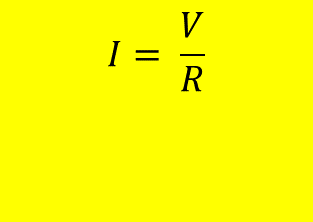 I = V/R